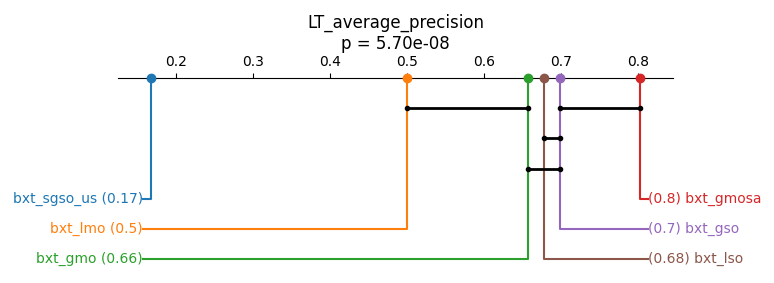 LT_average_precision
p = 5.70e-08
0.2 0.3 0.4 0.5 0.6 0.7 0.8
bxt_sgso_us (0.17) (0.8) bxt_gmosa
bxt_lmo (0.5) (0.7) bxt_gso
bxt_gmo (0.66) (0.68) bxt_lso